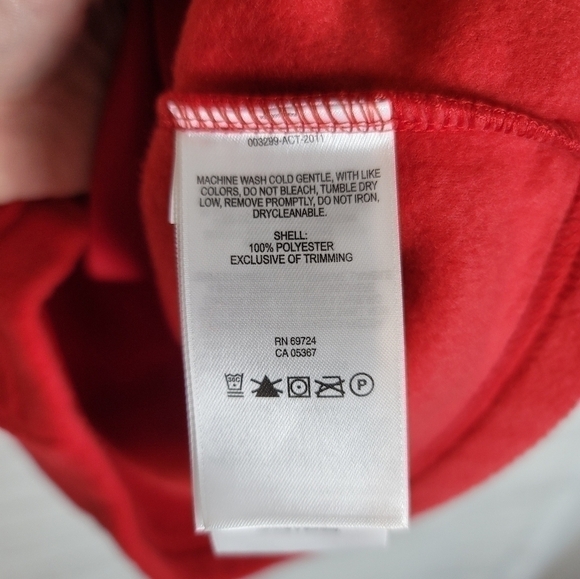 003299-ACT-2011
MACHINE WASH COLD GENTLE, WITH LIKE
COLORS, DO NOT BLEACH, TUMBLE DRY
LOW, REMOVE PROMPTLY, DO NOT IRON,
DRYCLEANABLE.
SHELL:
100% POLYESTER
EXCLUSIVE OF TRIMMING
RN 69724
CA 05367
30C P